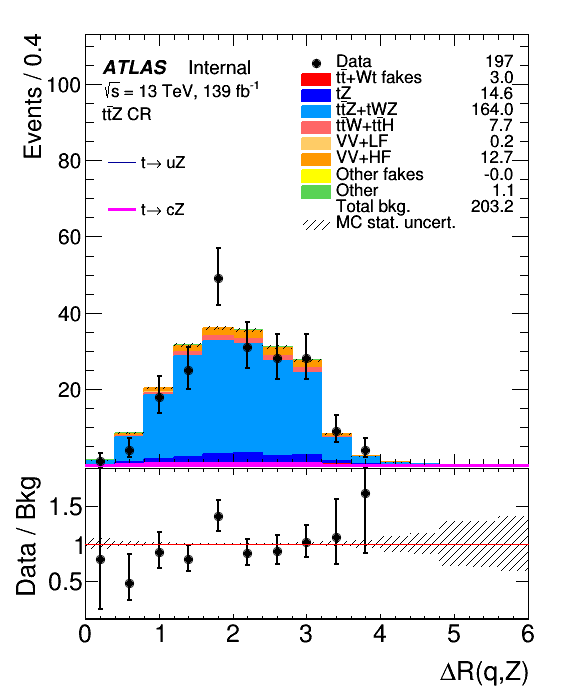 Events / 0.4
ATLAS Internal
√s = 13 TeV, 139 fb⁻¹
tt̄Z CR
t→uZ
t→cZ
Data 197
tt̄+Wt fakes 3.0
tZ 14.6
tt̄Z+tWZ 164.0
tt̄W+tt̄H 7.7
VV+LF 0.2
VV+HF 12.7
Other fakes -0.0
Other 1.1
Total bkg. 203.2
MC stat. uncert.
100
80
60
40
20
Data / Bkg
1.5
1
0.5
0 1 2 3 4 5 6
ΔR(q,Z)